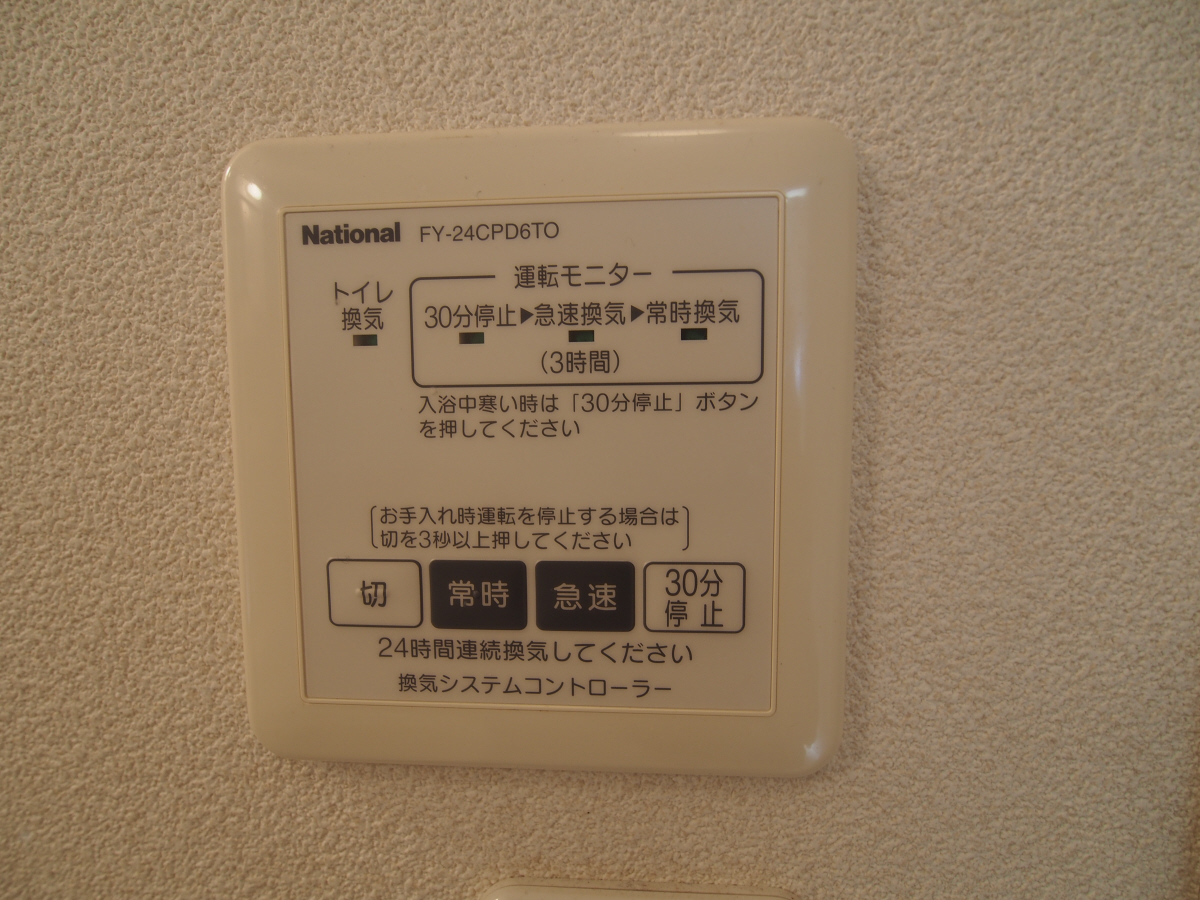 National FY-24CPD6TO
トイレ
換気
運転モニター
30分停止▶急速換気▶常時換気
(3時間)
入浴中寒い時は「30分停止」ボタン
を押してください
お手入れ時運転を停止する場合は
切を3秒以上押してください
切 常時 急速 30分
停止
24時間連続換気してください
換気システムコントローラー